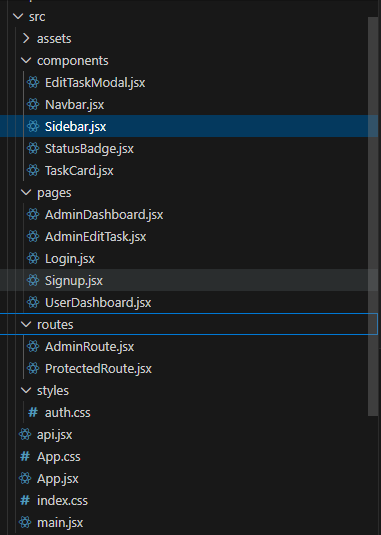 src
assets
components
EditTaskModal.jsx
Navbar.jsx
Sidebar.jsx
StatusBadge.jsx
TaskCard.jsx
pages
AdminDashboard.jsx
AdminEditTask.jsx
Login.jsx
Signup.jsx
UserDashboard.jsx
routes
AdminRoute.jsx
ProtectedRoute.jsx
styles
# auth.css
api.jsx
# App.css
App.jsx
# index.css
main.jsx